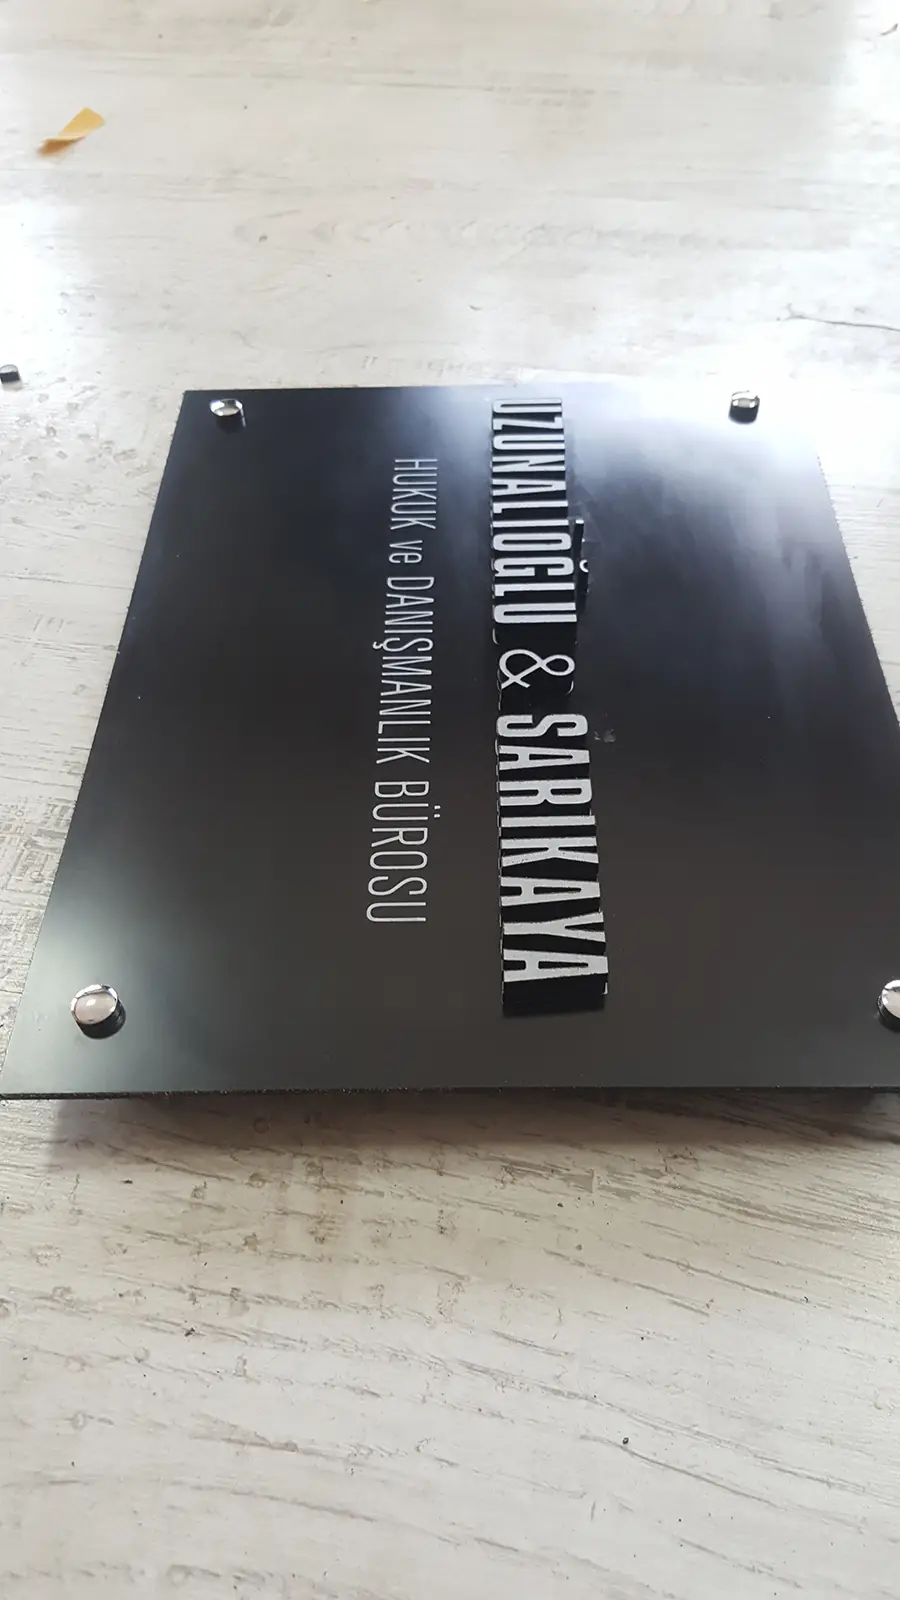 UZUNALİOĞLU & SARIKAYA
HUKUK ve DANIŞMANLIK BÜROSU